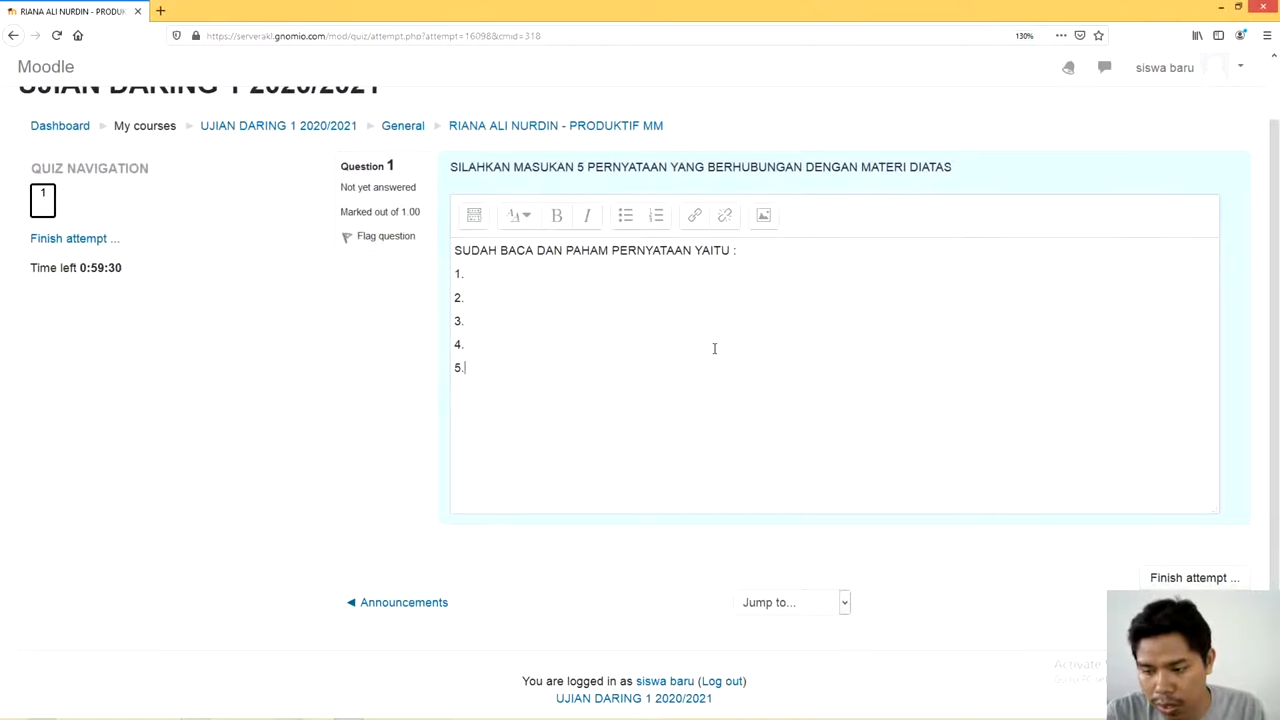 RIANA ALI NURDIN - PRODUK
https://serverakl.gnomio.com/mod/quiz/attempt.php?attempt=16098&cmid=318
130%
Moodle
siswa baru
UJIAN DARING 1 2020/2021
Dashboard ► My courses ► UJIAN DARING 1 2020/2021 ► General ► RIANA ALI NURDIN - PRODUKTIF MM
QUIZ NAVIGATION
1
Finish attempt ...
Time left 0:59:30
Question 1
Not yet answered
Marked out of 1.00
Flag question
SILAHKAN MASUKAN 5 PERNYATAAN YANG BERHUBUNGAN DENGAN MATERI DIATAS
SUDAH BACA DAN PAHAM PERNYATAAN YAITU :
1.
2.
3.
4.
5.
Finish attempt ...
◄ Announcements
Jump to...
Activate
You are logged in as siswa baru (Log out)
UJIAN DARING 1 2020/2021